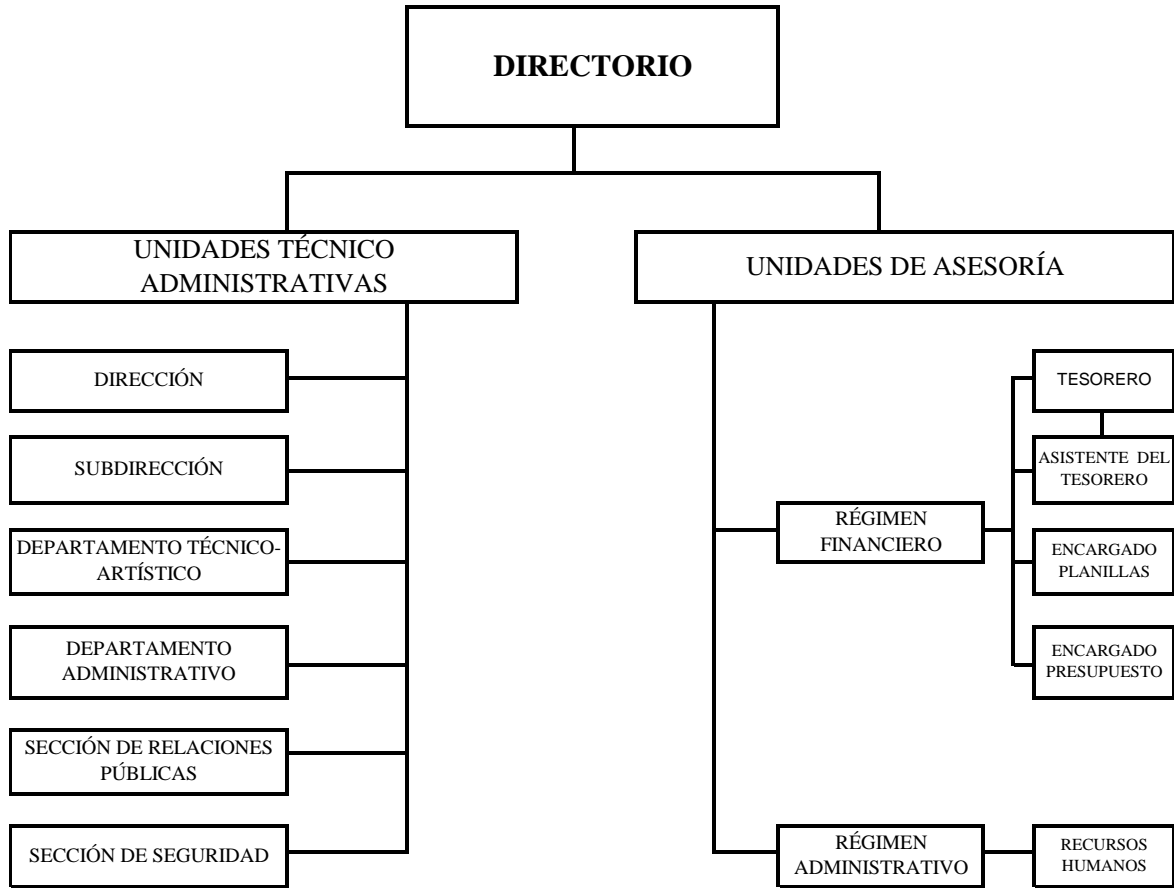 DIRECTORIO
UNIDADES TÉCNICO
ADMINISTRATIVAS
DIRECCIÓN
SUBDIRECCIÓN
DEPARTAMENTO TÉCNICO-
ARTÍSTICO
DEPARTAMENTO
ADMINISTRATIVO
SECCIÓN DE RELACIONES
PÚBLICAS
SECCIÓN DE SEGURIDAD
UNIDADES DE ASESORÍA
RÉGIMEN
FINANCIERO
TESORERO
ASISTENTE DEL
TESORERO
ENCARGADO
PLANILLAS
ENCARGADO
PRESUPUESTO
RÉGIMEN
ADMINISTRATIVO
RECURSOS
HUMANOS